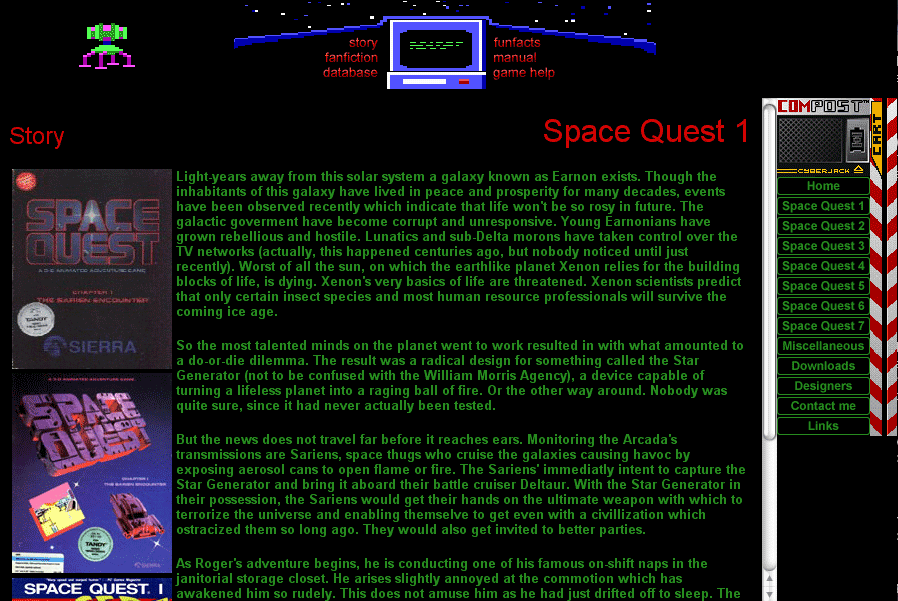 story
fanfiction
database
funfacts
manual
game help
Story
Space Quest 1
SPACE
QUEST
A 3-D ANIMATED ADVENTURE GAME
CHAPTER I
THE SARIEN ENCOUNTER
TANDY
SIERRA
A 3-D ANIMATED ADVENTURE GAME
SPACE
QUEST
CHAPTER I
THE SARIEN ENCOUNTER
TANDY
SIERRA
SPACE QUEST I
Light-years away from this solar system a galaxy known as Earnon exists. Though the
inhabitants of this galaxy have lived in peace and prosperity for many decades, events
have been observed recently which indicate that life won't be so rosy in future. The
galactic goverment have become corrupt and unresponsive. Young Earnonians have
grown rebellious and hostile. Lunatics and sub-Delta morons have taken control over the
TV networks (actually, this happened centuries ago, but nobody noticed until just
recently). Worst of all the sun, on which the earthlike planet Xenon relies for the building
blocks of life, is dying. Xenon's very basics of life are threatened. Xenon scientists predict
that only certain insect species and most human resource professionals will survive the
coming ice age.
So the most talented minds on the planet went to work resulted in with what amounted to
a do-or-die dilemma. The result was a radical design for something called the Star
Generator (not to be confused with the William Morris Agency), a device capable of
turning a lifeless planet into a raging ball of fire. Or the other way around. Nobody was
quite sure, since it had never actually been tested.
But the news does not travel far before it reaches ears. Monitoring the Arcada's
transmissions are Sariens, space thugs who cruise the galaxies causing havoc by
exposing aerosol cans to open flame or fire. The Sariens' immediatly intent to capture the
Star Generator and bring it aboard their battle cruiser Deltaur. With the Star Generator in
their possession, the Sariens would get their hands on the ultimate weapon with which to
terrorize the universe and enabling themselve to get even with a civillization which
ostracized them so long ago. They would also get invited to better parties.
As Roger's adventure begins, he is conducting one of his famous on-shift naps in the
janitorial storage closet. He arises slightly annoyed at the commotion which has
awakened him so rudely. This does not amuse him as he had just drifted off to sleep. The
COMPOST™
CART
CYBERJACK
Home
Space Quest 1
Space Quest 2
Space Quest 3
Space Quest 4
Space Quest 5
Space Quest 6
Space Quest 7
Miscellaneous
Downloads
Designers
Contact me
Links